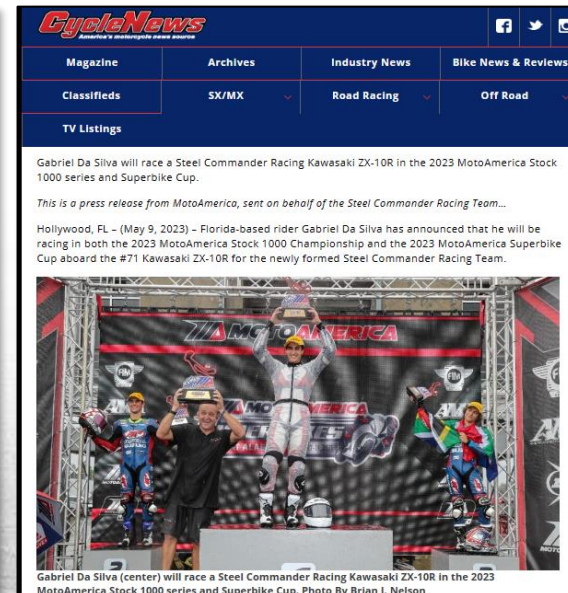 CycleNews
America's motorcycle news source
Magazine
Archives
Industry News
Bike News & Reviews
Classifieds
SX/MX
Road Racing
Off Road
TV Listings
Gabriel Da Silva will race a Steel Commander Racing Kawasaki ZX-10R in the 2023 MotoAmerica Stock
1000 series and Superbike Cup.
This is a press release from MotoAmerica, sent on behalf of the Steel Commander Racing Team…
Hollywood, FL – (May 9, 2023) – Florida-based rider Gabriel Da Silva has announced that he will be
racing in both the 2023 MotoAmerica Stock 1000 Championship and the 2023 MotoAmerica Superbike
Cup aboard the #71 Kawasaki ZX-10R for the newly formed Steel Commander Racing Team.
MOTOAMERICA
FIM
FIM
Gabriel Da Silva (center) will race a Steel Commander Racing Kawasaki ZX-10R in the 2023
MotoAmerica Stock 1000 series and Superbike Cup. Photo By Brian J. Nelson